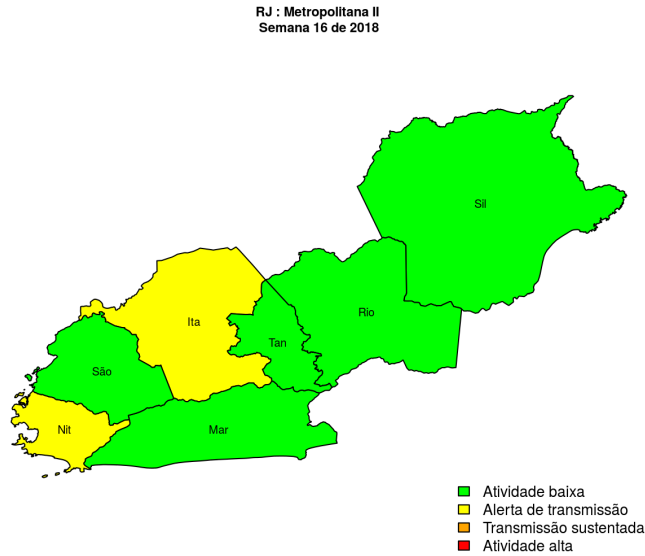 RJ : Metropolitana II
Semana 16 de 2018
Sil
Rio
Ita
Tan
São
Nit
Mar
Atividade baixa
Alerta de transmissão
Transmissão sustentada
Atividade alta